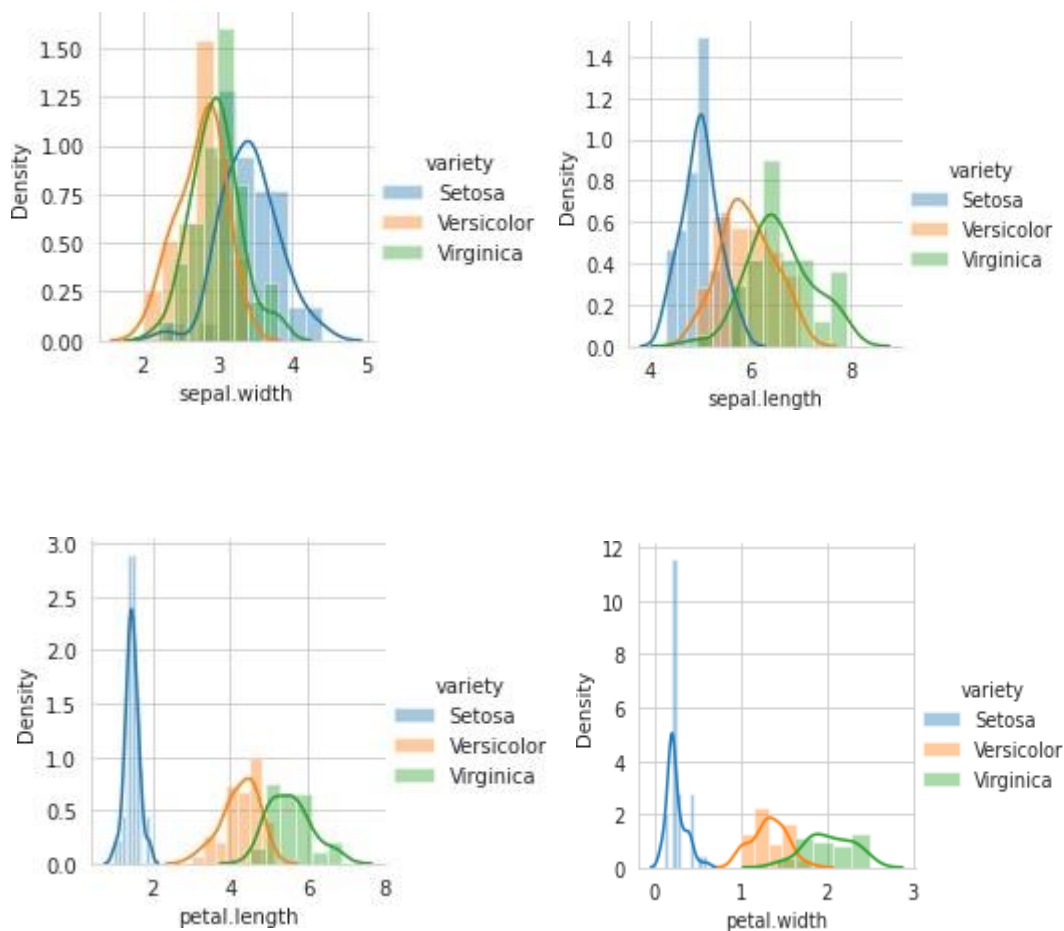 1.50
1.25
1.00
0.75
0.50
0.25
0.00
Density
2 3 4 5
sepal.width
variety
Setosa
Versicolor
Virginica
1.4
1.2
1.0
0.8
0.6
0.4
0.2
0.0
Density
4 6 8
sepal.length
variety
Setosa
Versicolor
Virginica
3.0
2.5
2.0
1.5
1.0
0.5
0.0
Density
2 4 6 8
petal.length
variety
Setosa
Versicolor
Virginica
12
10
8
6
4
2
0
Density
0 1 2 3
petal.width
variety
Setosa
Versicolor
Virginica